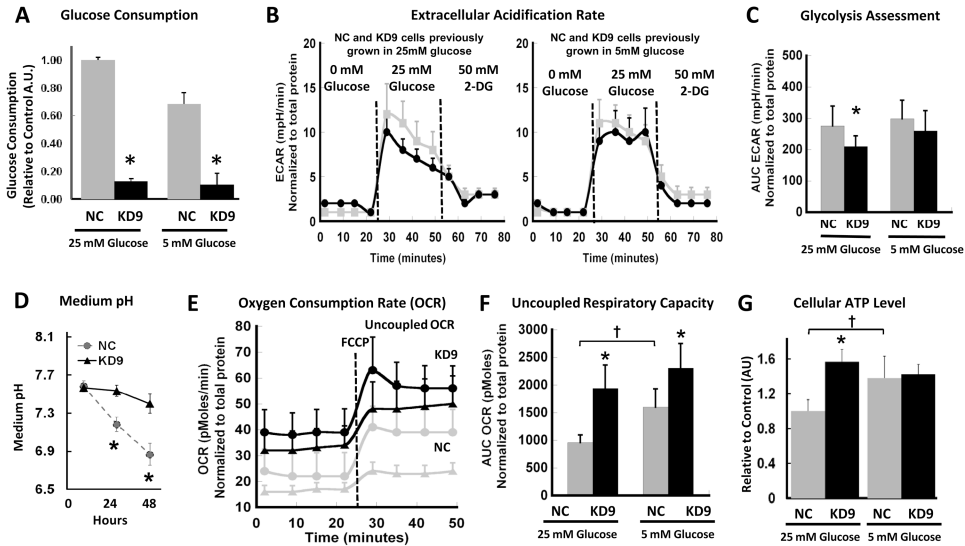 A Glucose Consumption
Glucose Consumption
(Relative to Control A.U.)
1.00
0.80
0.60
0.40
0.20
0.00
*
*
NC KD9 NC KD9
25 mM Glucose 5 mM Glucose
B Extracellular Acidification Rate
NC and KD9 cells previously
grown in 25mM glucose
0 mM
Glucose
25 mM
Glucose
50 mM
2-DG
ECAR (mpH/min)
Normalized to total protein
20
15
10
5
0
0 10 20 30 40 50 60 70 80
Time (minutes)
NC and KD9 cells previously
grown in 5mM glucose
0 mM
Glucose
25 mM
Glucose
50 mM
2-DG
20
15
10
5
0
0 10 20 30 40 50 60 70 80
Time (minutes)
C Glycolysis Assessment
AUC ECAR (mpH/min)
Normalized to total protein
500
400
300
200
100
0
*
NC KD9 NC KD9
25 mM Glucose 5 mM Glucose
D Medium pH
Medium pH
8.1
7.7
7.3
6.9
6.5
NC
KD9
*
*
0 24 48
Hours
E Oxygen Consumption Rate (OCR)
OCR (pMoles/min)
Normalized to total protein
80
70
60
50
40
30
20
10
FCCP
Uncoupled OCR
KD9
NC
0 10 20 30 40 50
Time (minutes)
F Uncoupled Respiratory Capacity
AUC OCR (pMoles)
Normalized to total protein
3000
2500
2000
1500
1000
500
0
†
*
*
NC KD9 NC KD9
25 mM Glucose 5 mM Glucose
G Cellular ATP Level
Relative to Control (AU)
1.6
1.2
0.8
0.4
0
†
*
NC KD9 NC KD9
25 mM Glucose 5 mM Glucose